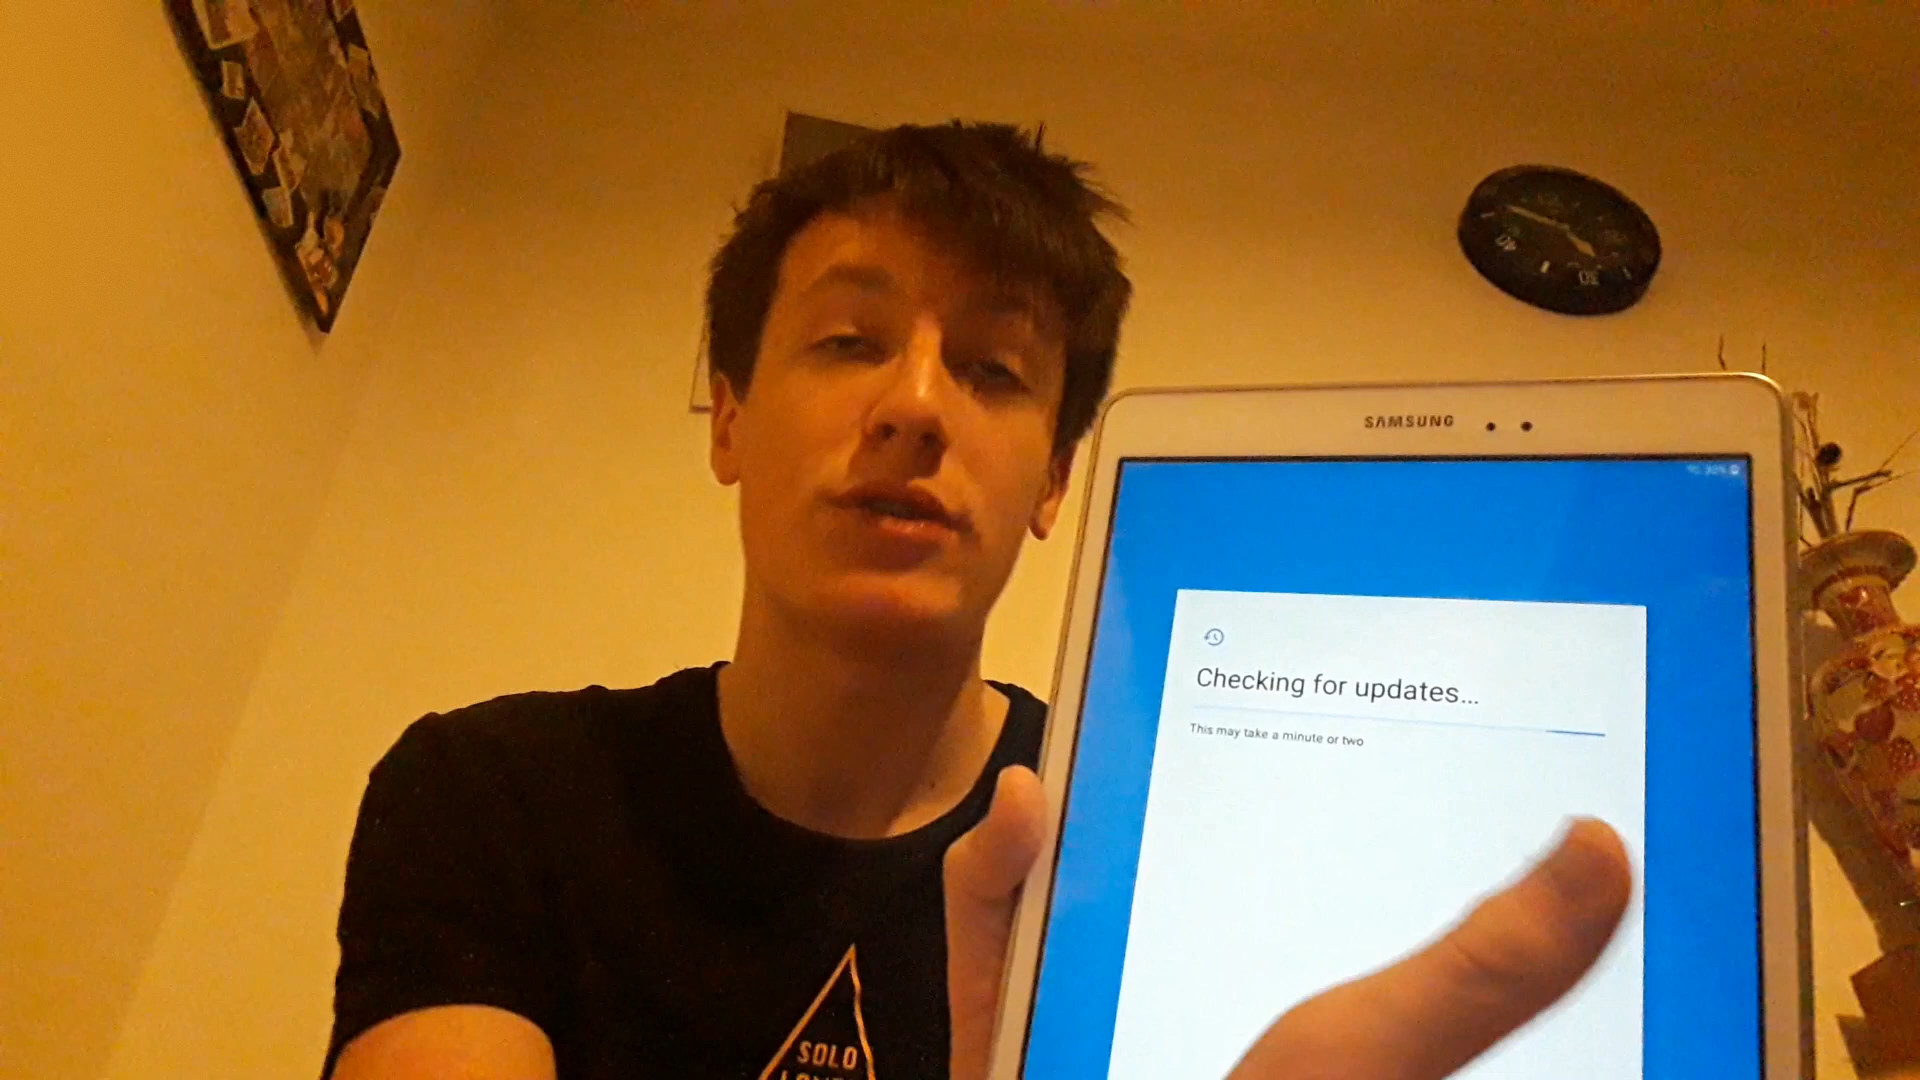 SAMSUNG
Checking for updates...
This may take a minute or two
SOLO